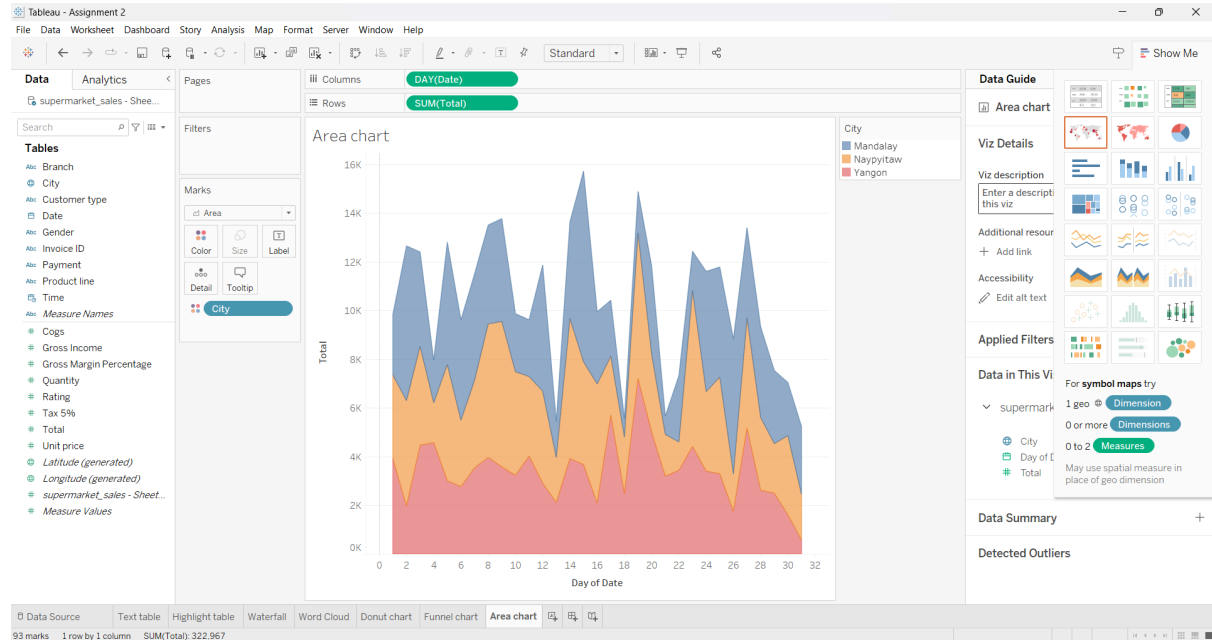 Tableau - Assignment 2
File Data Worksheet Dashboard Story Analysis Map Format Server Window Help
Standard
Show Me
Data
Analytics
supermarket_sales - Shee...
Search
Tables
Abc Branch
City
Abc Customer type
Date
Abc Gender
Abc Invoice ID
Abc Payment
Abc Product line
Time
Abc Measure Names
# Cogs
# Gross Income
# Gross Margin Percentage
# Quantity
# Rating
# Tax 5%
# Total
# Unit price
Latitude (generated)
Longitude (generated)
# supermarket_sales - Sheet...
# Measure Values
Pages
Filters
Marks
Area
Color Size Label
Detail Tooltip
City
Columns DAY(Date)
Rows SUM(Total)
Area chart
16K
14K
12K
10K
8K
6K
4K
2K
0K
Total
0 2 4 6 8 10 12 14 16 18 20 22 24 26 28 30 32
Day of Date
City
Mandalay
Naypyitaw
Yangon
Data Guide
Area chart
Viz Details
Viz description
Enter a descripti
this viz
Additional resour
+ Add link
Accessibility
Edit alt text
Applied Filters
Data in This Vi
supermark
City
Day of D
# Total
Data Summary +
Detected Outliers
For symbol maps try
1 geo Dimension
0 or more Dimensions
0 to 2 Measures
May use spatial measure in
place of geo dimension
Data Source Text table Highlight table Waterfall Word Cloud Donut chart Funnel chart Area chart
93 marks 1 row by 1 column SUM(Total): 322,967